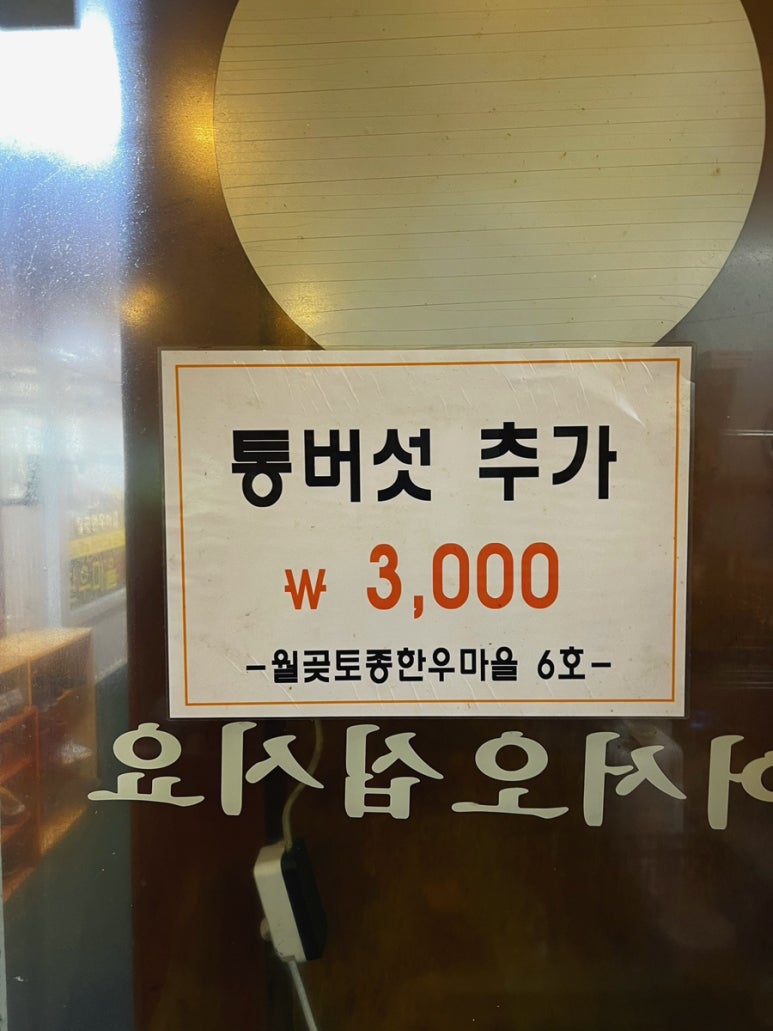 통버섯 추가
₩ 3,000
-월곶토종한우마을 6호-
어서오십시요